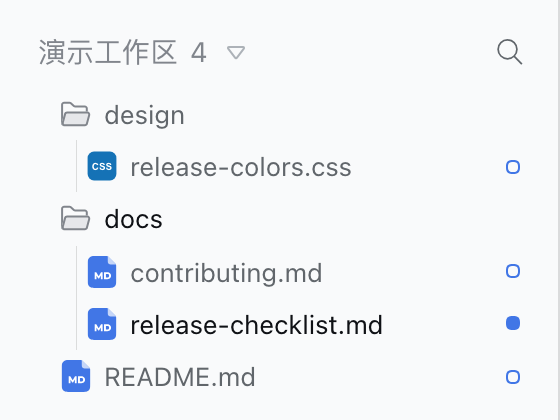 演示工作区 4
design
CSS release-colors.css
docs
MD contributing.md
MD release-checklist.md
MD README.md